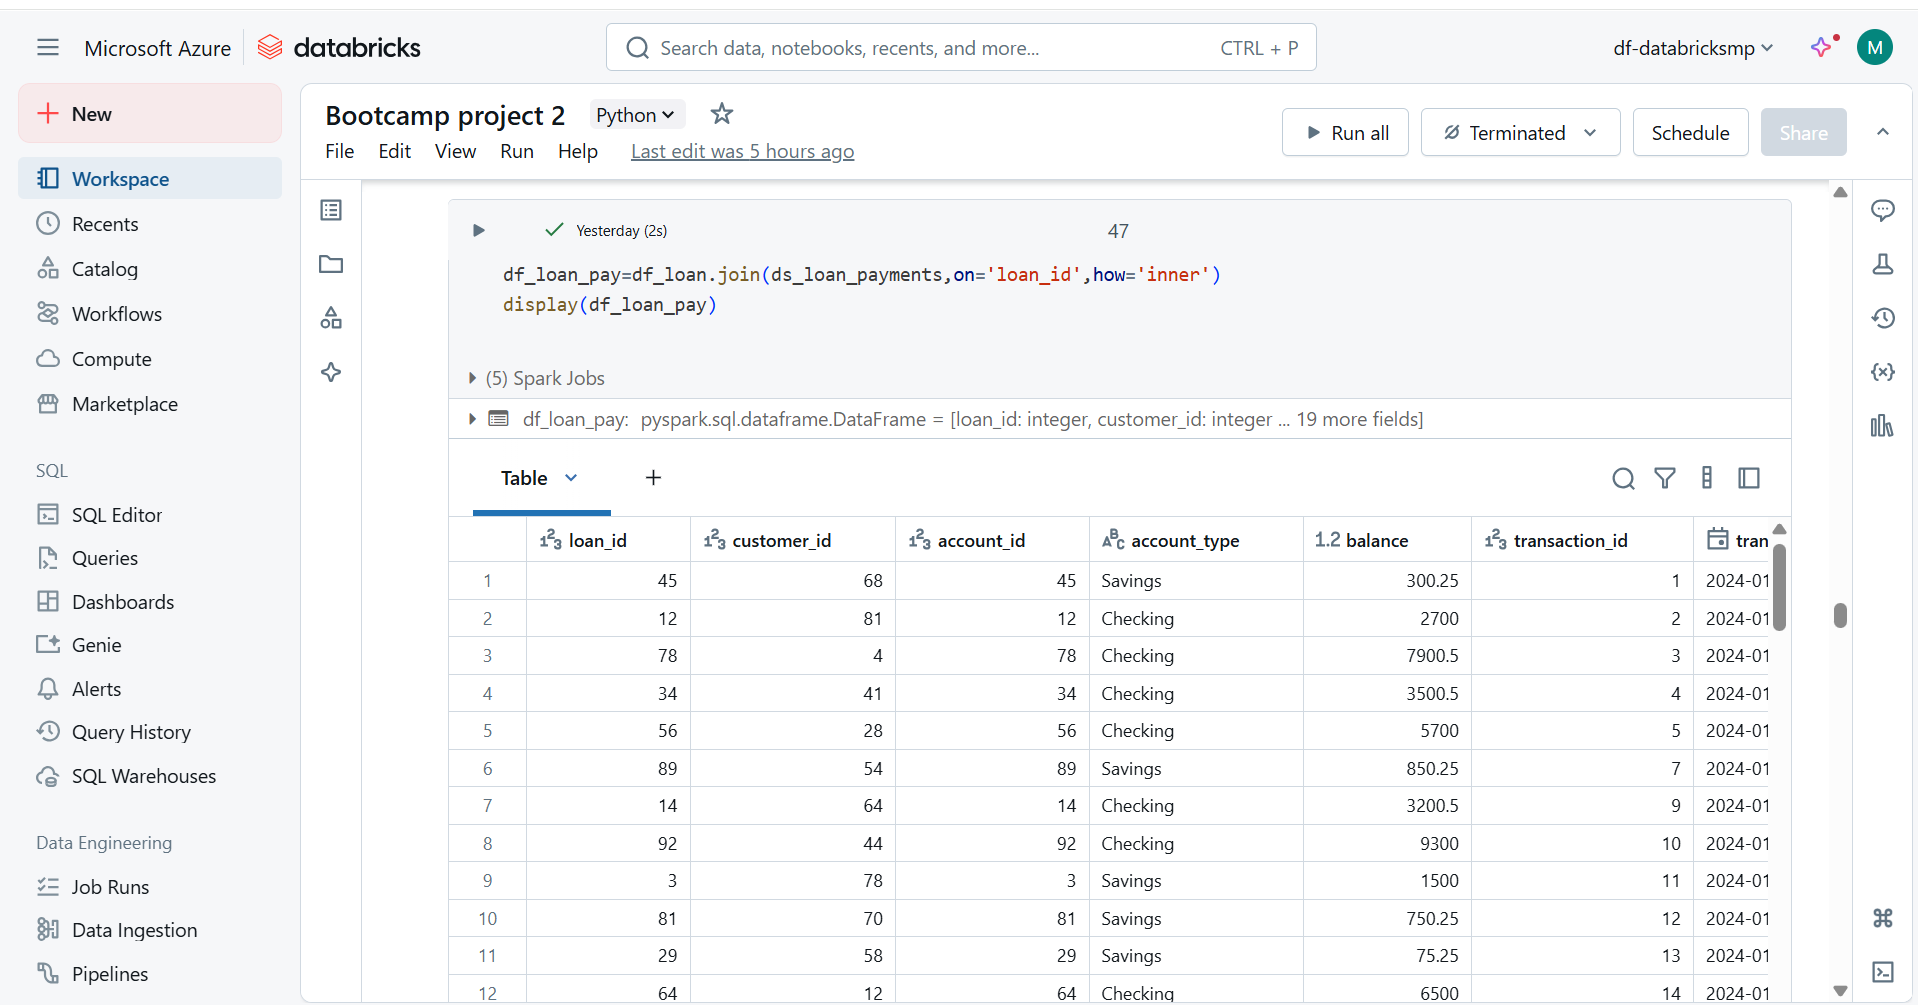 Microsoft Azure databricks Search data, notebooks, recents, and more... CTRL + P df-databricksmp M
New
Workspace
Recents
Catalog
Workflows
Compute
Marketplace
SQL
SQL Editor
Queries
Dashboards
Genie
Alerts
Query History
SQL Warehouses
Data Engineering
Job Runs
Data Ingestion
Pipelines
Bootcamp project 2 Python
File Edit View Run Help Last edit was 5 hours ago
Run all Terminated Schedule Share
Yesterday (2s) 47
df_loan_pay=df_loan.join(ds_loan_payments,on='loan_id',how='inner')
display(df_loan_pay)
(5) Spark Jobs
df_loan_pay: pyspark.sql.dataframe.DataFrame = [loan_id: integer, customer_id: integer ... 19 more fields]
Table +
1²3 loan_id 1²3 customer_id 1²3 account_id ABC account_type 1.2 balance 1²3 transaction_id tran
1 45 68 45 Savings 300.25 1 2024-01
2 12 81 12 Checking 2700 2 2024-01
3 78 4 78 Checking 7900.5 3 2024-01
4 34 41 34 Checking 3500.5 4 2024-01
5 56 28 56 Checking 5700 5 2024-01
6 89 54 89 Savings 850.25 7 2024-01
7 14 64 14 Checking 3200.5 9 2024-01
8 92 44 92 Checking 9300 10 2024-01
9 3 78 3 Savings 1500 11 2024-01
10 81 70 81 Savings 750.25 12 2024-01
11 29 58 29 Savings 75.25 13 2024-01
12 64 12 64 Checking 6500 14 2024-01